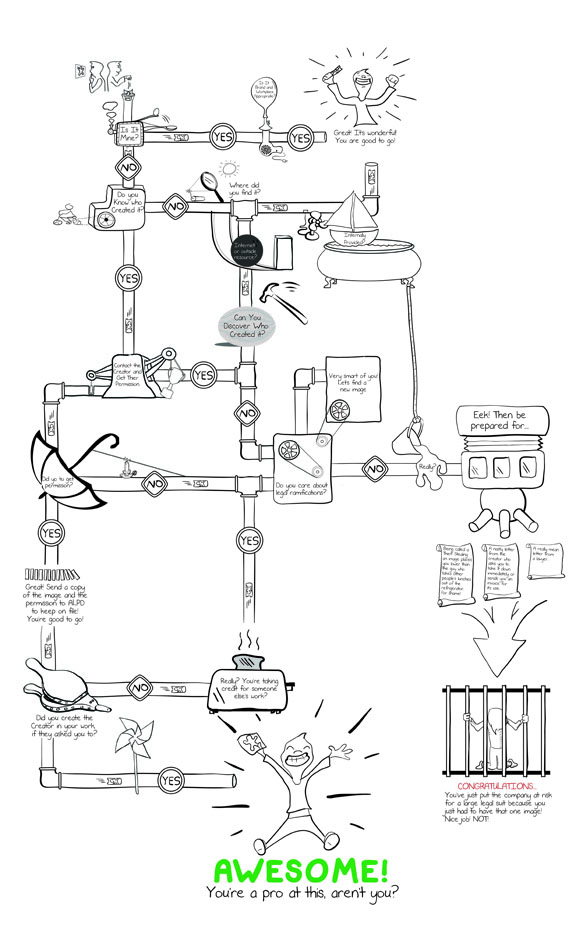 Is It
Brand and
Workplace
Appropriate?
Is It
Mine?
YES
YES
Great! It's wonderful!
You are good to go!
NO
Do you
Know who
Created it?
NO
Where did
you find it?
Internally
Provided?
Internet
or outside
resource?
YES
Can You
Discover Who
Created it?
Contact the
Creator and
Get Their
Permission.
YES
Very smart of you!
Lets find a
new image
NO
Eek! Then be
prepared for...
Did yo to get
permission?
NO
Do you care about
legal ramifications?
NO
Really?
YES
YES
Being called a
Thief! Stealing
an image places
you lower than
the guy who
takes other
people's lunches
out of the
refrigerator.
For Shame!
A nasty letter
from the
creator who
asks you to
take it down
immediately or
sends you an
invoice for
its use.
A really mean
letter from
a lawyer.
Great! Send a copy
of the image and the
permission to ALPD
to keep on file!
You're good to go!
NO
Really? You're taking
credit for someone
else's work?
Did you create the
Creator in your work,
if they asked you to?
YES
CONGRATULATIONS...
You've just put the company at risk
for a large legal suit because you
just had to have that one image!
Nice job! NOT!
AWESOME!
You're a pro at this, aren't you?